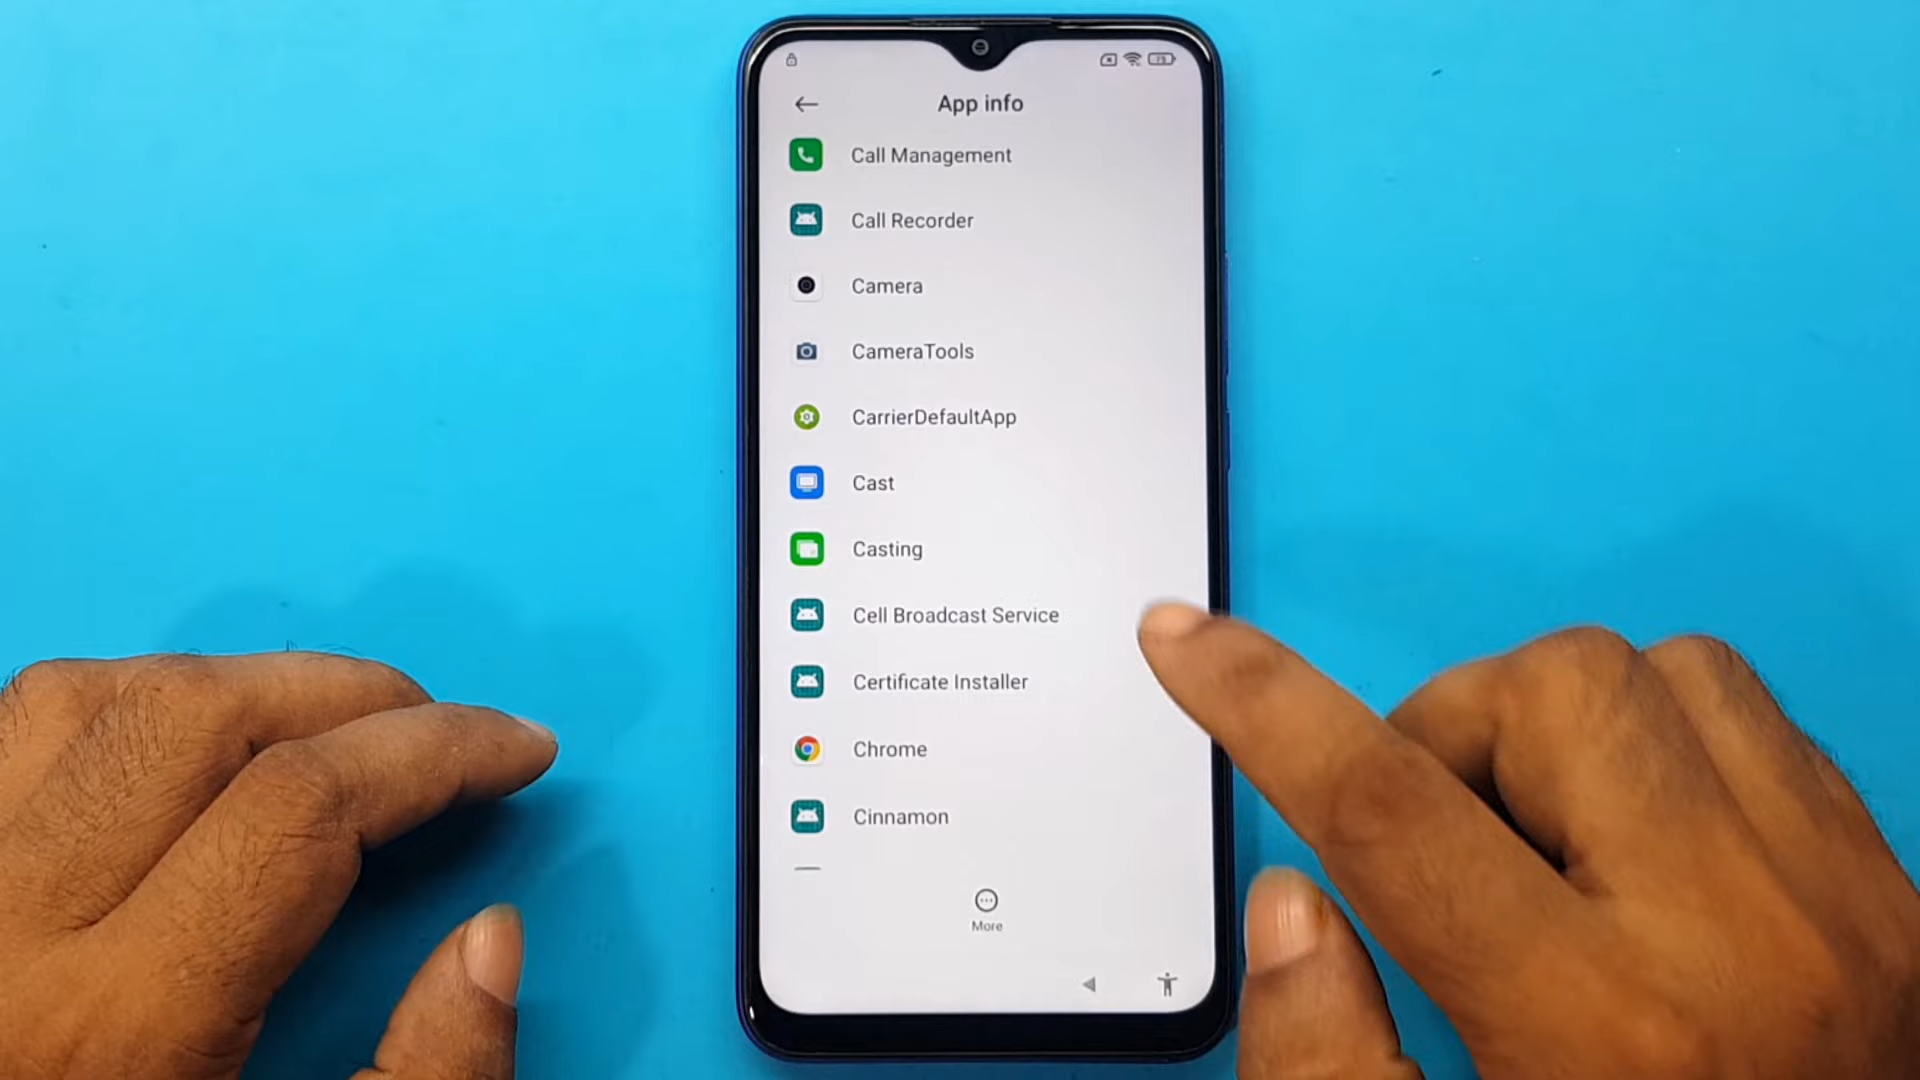 App info
Call Management
Call Recorder
Camera
CameraTools
CarrierDefaultApp
Cast
Casting
Cell Broadcast Service
Certificate Installer
Chrome
Cinnamon
More